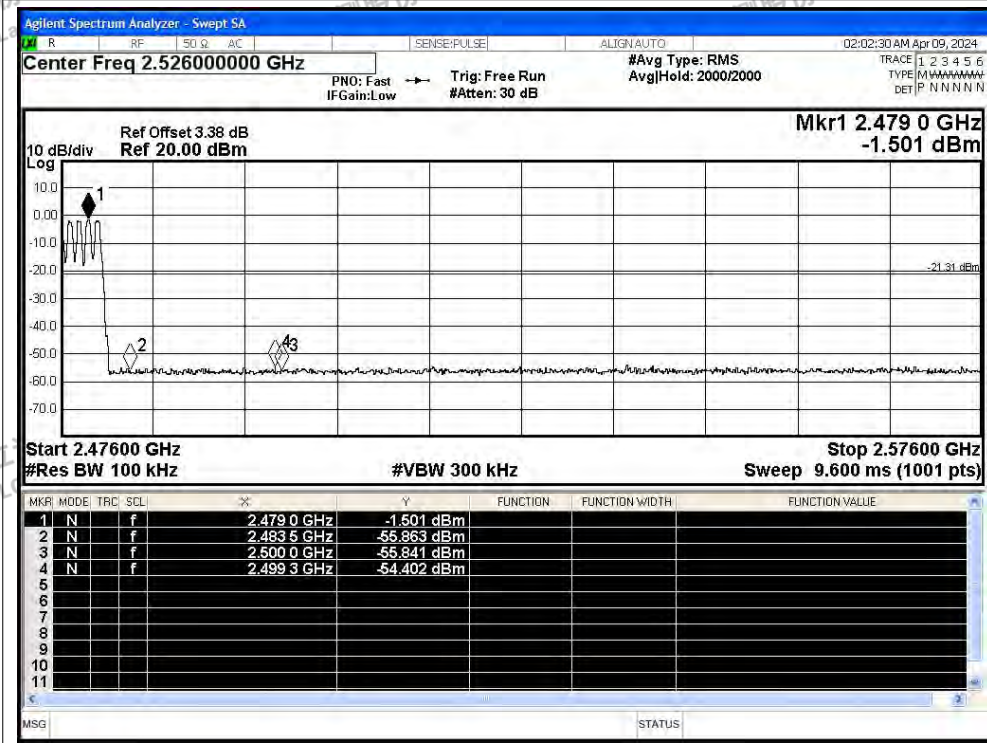 Agilent Spectrum Analyzer - Swept SA
LXI R RF 50 Ω AC SENSE:PULSE ALIGN AUTO 02:02:30 AM Apr 09, 2024
Center Freq 2.526000000 GHz #Avg Type: RMS TRACE 1 2 3 4 5 6
PNO: Fast Trig: Free Run Avg|Hold: 2000/2000 TYPE M WWWWW
IFGain:Low #Atten: 30 dB DET P N N N N N
Mkr1 2.479 0 GHz
-1.501 dBm
Ref Offset 3.38 dB
10 dB/div Ref 20.00 dBm
Log
10.0
0.00
-10.0
-20.0
-30.0
-40.0
-50.0
-60.0
-70.0
1
2
4
3
-21.31 dBm
Start 2.47600 GHz Stop 2.57600 GHz
#Res BW 100 kHz #VBW 300 kHz Sweep 9.600 ms (1001 pts)
MKR MODE TRC SCL X Y FUNCTION FUNCTION WIDTH FUNCTION VALUE
1 N f 2.479 0 GHz -1.501 dBm
2 N f 2.483 5 GHz -55.863 dBm
3 N f 2.500 0 GHz -55.841 dBm
4 N f 2.499 3 GHz -54.402 dBm
5
6
7
8
9
10
11
MSG STATUS